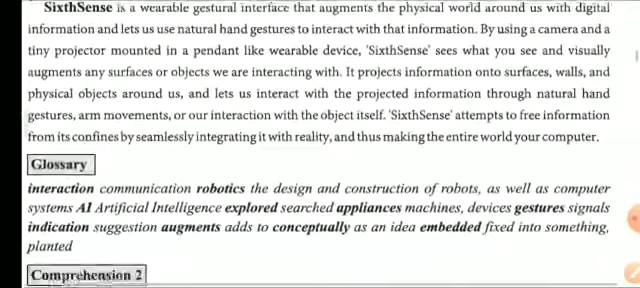 SixthSense is a wearable gestural interface that augments the physical world around us with digital
information and lets us use natural hand gestures to interact with that information. By using a camera and a
tiny projector mounted in a pendant like wearable device, 'SixthSense' sees what you see and visually
augments any surfaces or objects we are interacting with. It projects information onto surfaces, walls, and
physical objects around us, and lets us interact with the projected information through natural hand
gestures, arm movements, or our interaction with the object itself. 'SixthSense' attempts to free information
from its confines by seamlessly integrating it with reality, and thus making the entire world your computer.
Glossary
interaction communication robotics the design and construction of robots, as well as computer
systems AI Artificial Intelligence explored searched appliances machines, devices gestures signals
indication suggestion augments adds to conceptually as an idea embedded fixed into something,
planted
Comprehension 2